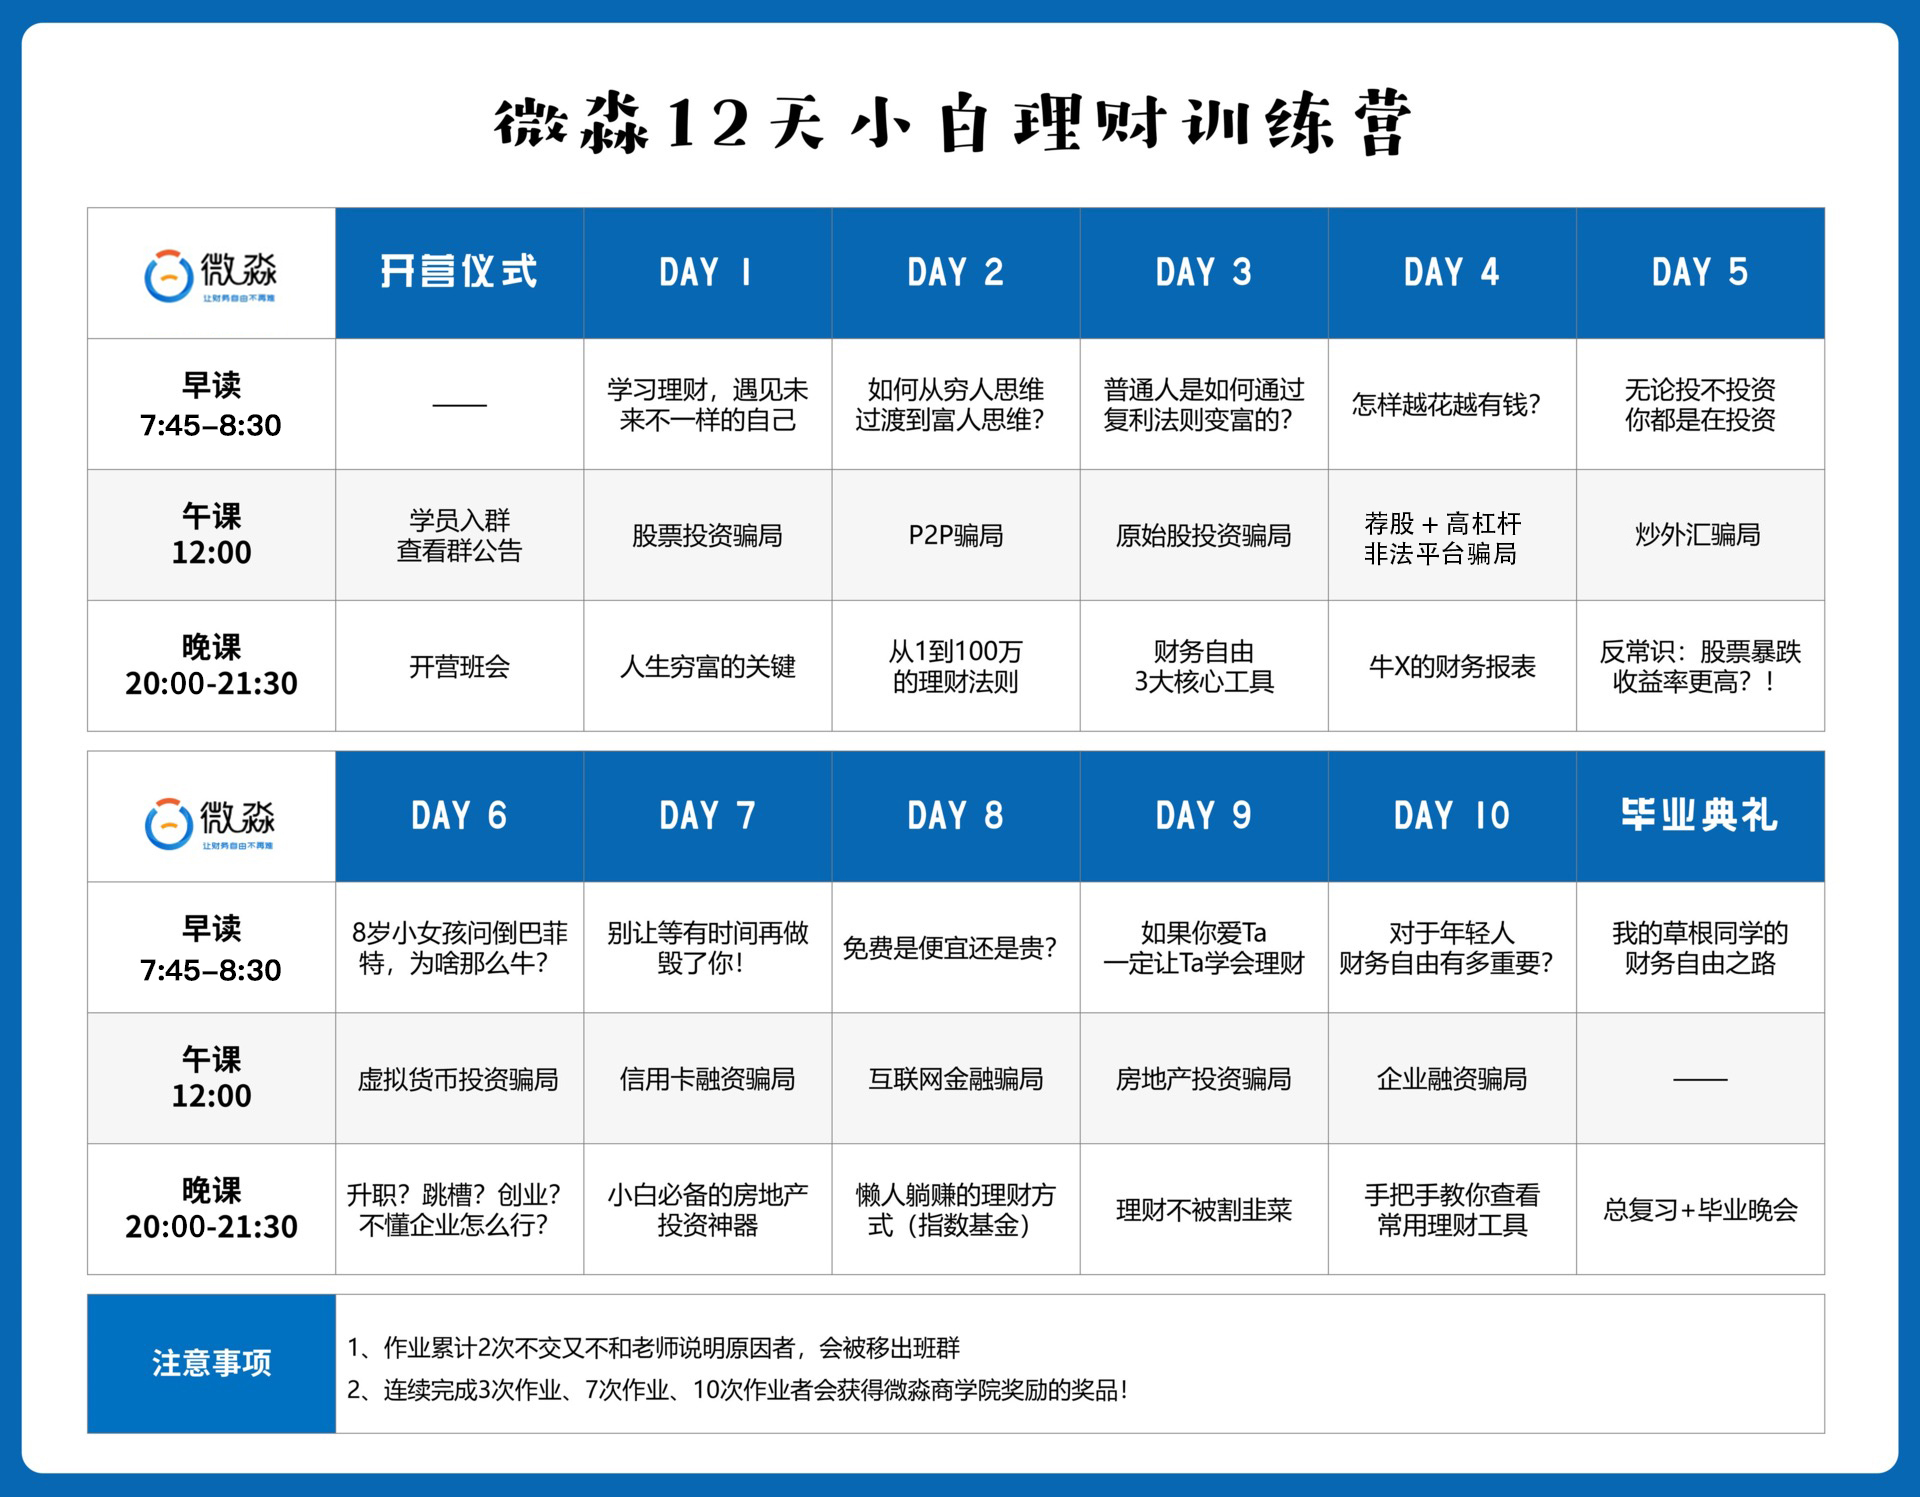 微淼12天小白理财训练营
微淼
让财务自由不再难
开营仪式
DAY 1
DAY 2
DAY 3
DAY 4
DAY 5
早读
7:45–8:30
——
学习理财，遇见未
来不一样的自己
如何从穷人思维
过渡到富人思维？
普通人是如何通过
复利法则变富的？
怎样越花越有钱？
无论投不投资
你都是在投资
午课
12:00
学员入群
查看群公告
股票投资骗局
P2P骗局
原始股投资骗局
荐股 + 高杠杆
非法平台骗局
炒外汇骗局
晚课
20:00-21:30
开营班会
人生穷富的关键
从1到100万
的理财法则
财务自由
3大核心工具
牛X的财务报表
反常识：股票暴跌
收益率更高？！
微淼
让财务自由不再难
DAY 6
DAY 7
DAY 8
DAY 9
DAY 10
毕业典礼
早读
7:45–8:30
8岁小女孩问倒巴菲
特，为啥那么牛？
别让等有时间再做
毁了你！
免费是便宜还是贵？
如果你爱Ta
一定让Ta学会理财
对于年轻人
财务自由有多重要？
我的草根同学的
财务自由之路
午课
12:00
虚拟货币投资骗局
信用卡融资骗局
互联网金融骗局
房地产投资骗局
企业融资骗局
——
晚课
20:00-21:30
升职？跳槽？创业？
不懂企业怎么行？
小白必备的房地产
投资神器
懒人躺赚的理财方
式（指数基金）
理财不被割韭菜
手把手教你查看
常用理财工具
总复习+毕业晚会
注意事项
1、作业累计2次不交又不和老师说明原因者，会被移出班群
2、连续完成3次作业、7次作业、10次作业者会获得微淼商学院奖励的奖品！